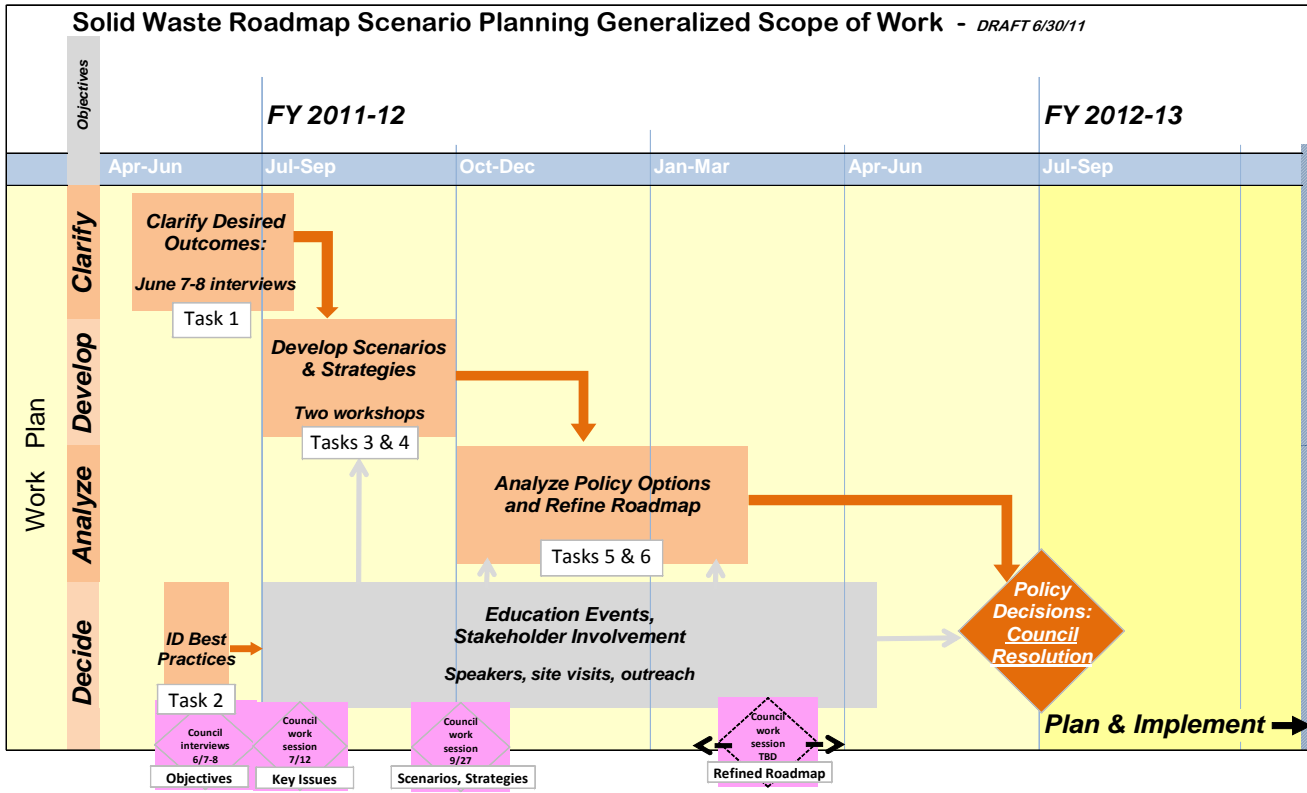 Solid Waste Roadmap Scenario Planning Generalized Scope of Work - DRAFT 6/30/11
Objectives
FY 2011-12
FY 2012-13
Apr-Jun
Jul-Sep
Oct-Dec
Jan-Mar
Apr-Jun
Jul-Sep
Work Plan
Clarify
Clarify Desired
Outcomes:
June 7-8 interviews
Task 1
Develop
Develop Scenarios
& Strategies
Two workshops
Tasks 3 & 4
Analyze
Analyze Policy Options
and Refine Roadmap
Tasks 5 & 6
Decide
ID Best
Practices
Task 2
Education Events,
Stakeholder Involvement
Speakers, site visits, outreach
Policy
Decisions:
Council
Resolution
Plan & Implement
Council
interviews
6/7-8
Objectives
Council
work
session
7/12
Key Issues
Council
work
session
9/27
Scenarios, Strategies
Council
work
session
TBD
Refined Roadmap